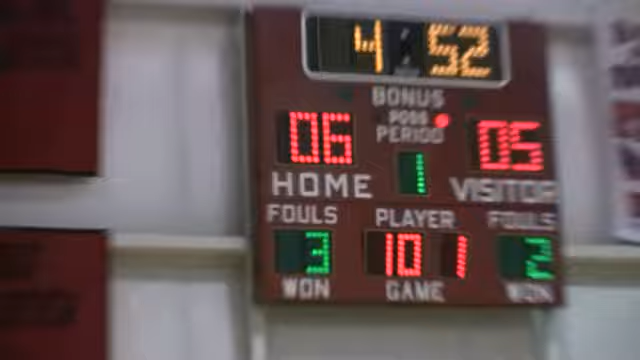 4 52
BONUS
POSS
06 PERIOD 05
HOME 1 VISITOR
FOULS PLAYER FOULS
3 10 1 2
WON GAME WON